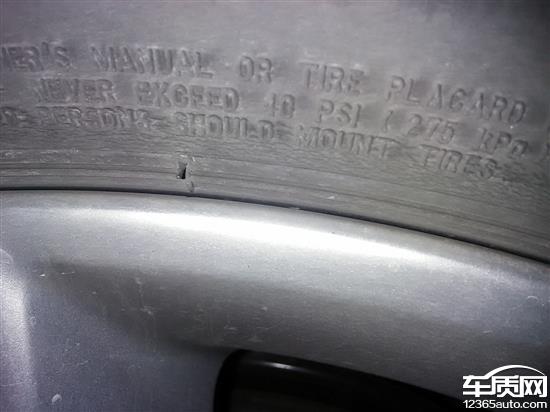 ER'S MANUAL OR TIRE PLACARD
NEVER EXCEED 40 PSI (275 kPa)
PERSONS SHOULD MOUNT TIRES
车质网
12365auto.com